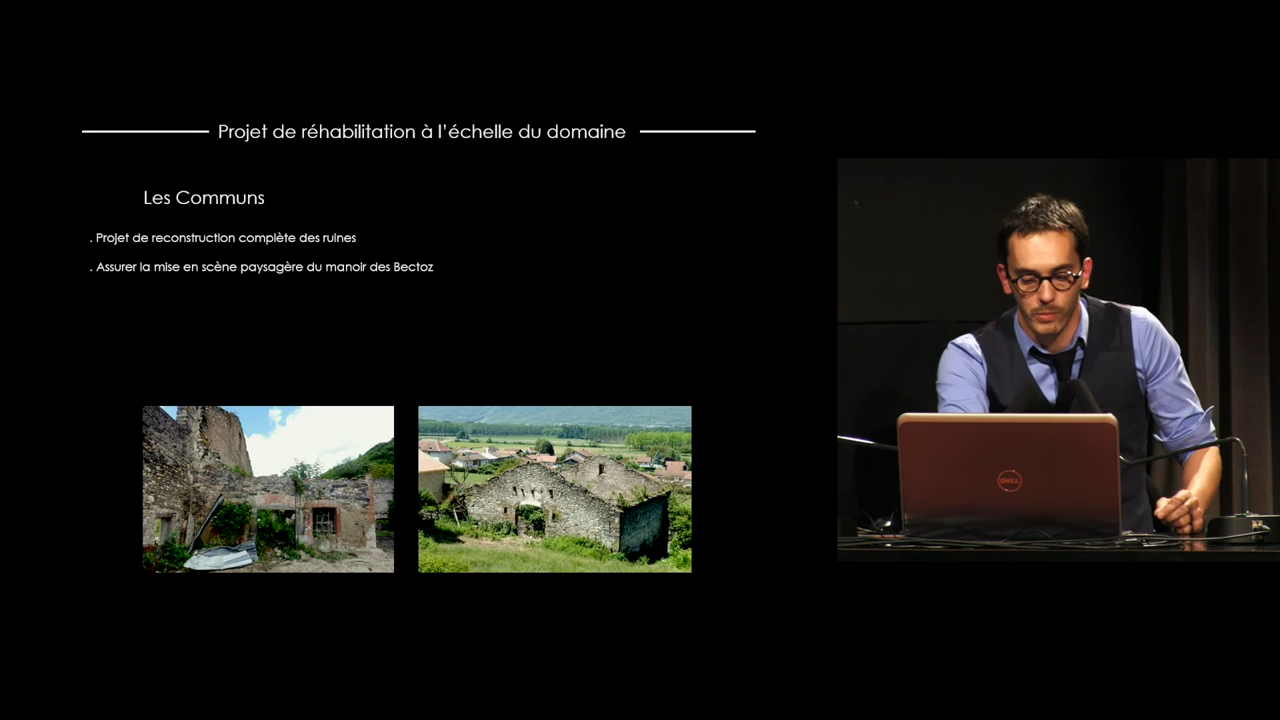 Projet de réhabilitation à l'échelle du domaine
Les Communs
. Projet de reconstruction complète des ruines
. Assurer la mise en scène paysagère du manoir des Bectoz
DELL